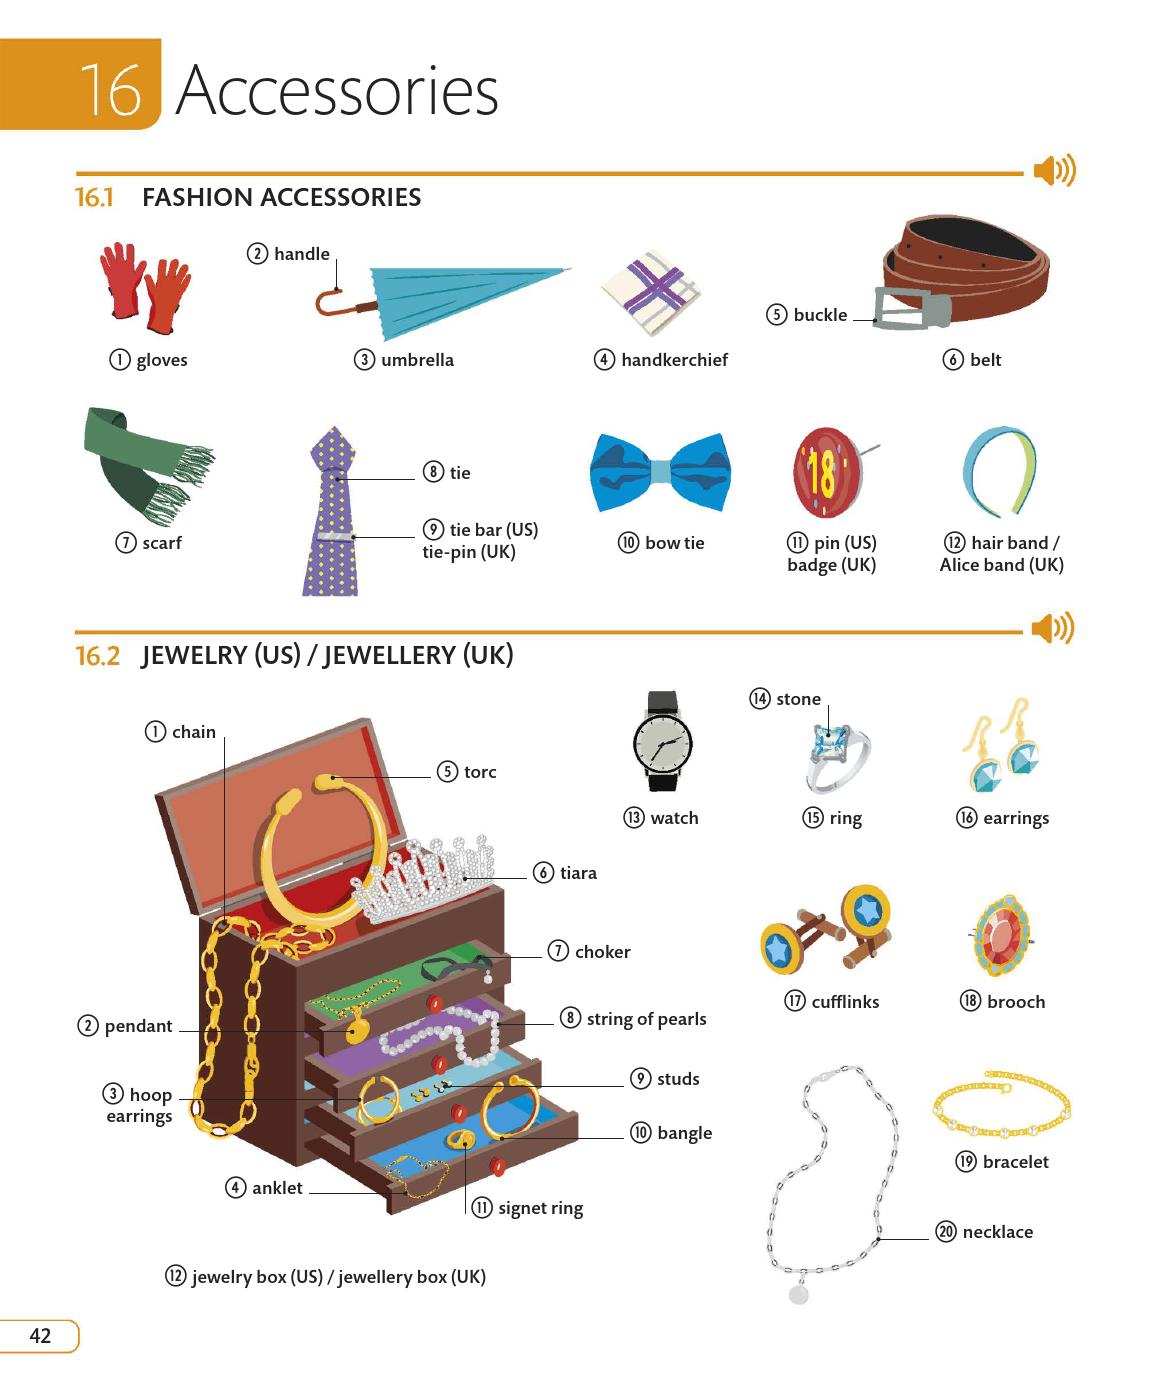 16 Accessories
16.1 FASHION ACCESSORIES
② handle
⑤ buckle
① gloves
③ umbrella
④ handkerchief
⑥ belt
⑧ tie
⑨ tie bar (US)
tie-pin (UK)
⑦ scarf
⑩ bow tie
⑪ pin (US)
badge (UK)
18
⑫ hair band /
Alice band (UK)
16.2 JEWELRY (US) / JEWELLERY (UK)
① chain
⑤ torc
⑥ tiara
⑦ choker
② pendant
⑧ string of pearls
③ hoop
earrings
⑨ studs
⑩ bangle
④ anklet
⑪ signet ring
⑫ jewelry box (US) / jewellery box (UK)
⑭ stone
⑬ watch
⑮ ring
⑯ earrings
⑰ cufflinks
⑱ brooch
⑲ bracelet
⑳ necklace
42